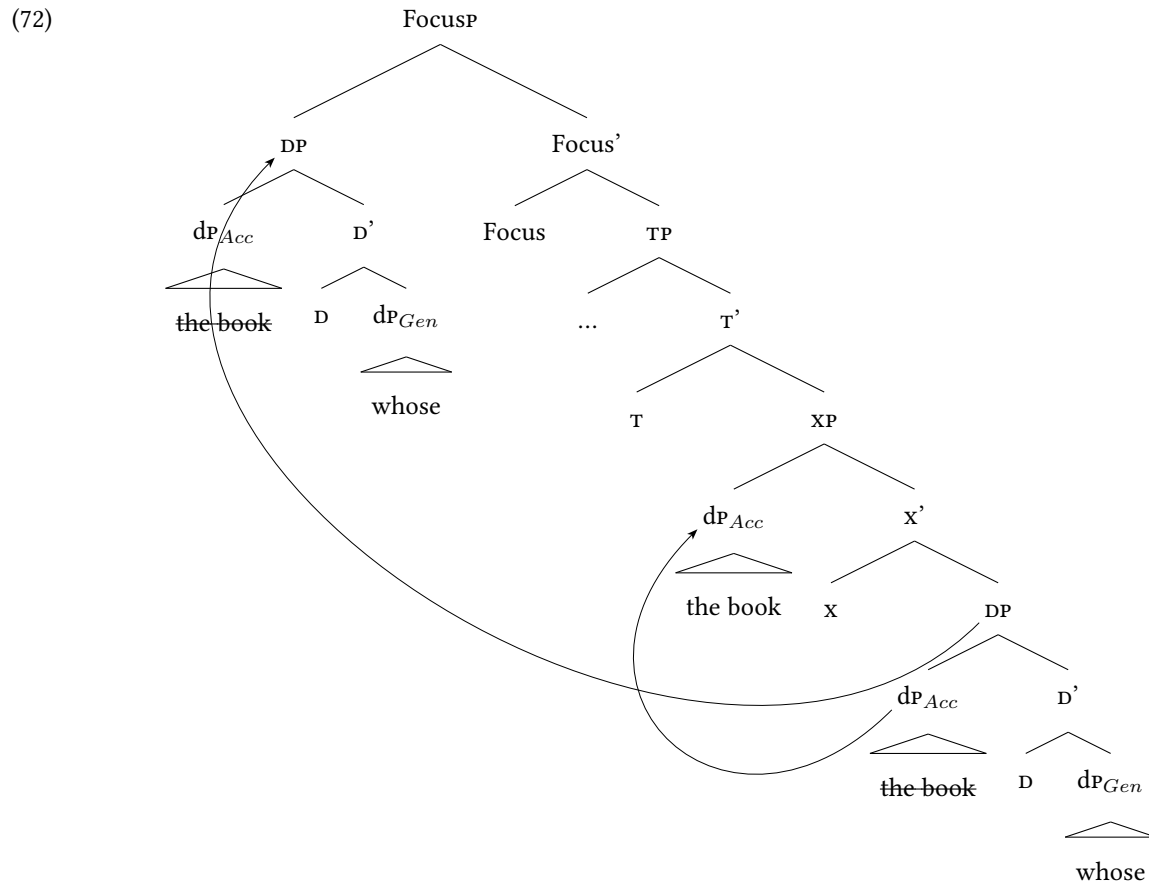 (72)
FocusP
DP Focus’
dP_Acc D’ Focus TP
the book D dP_Gen ... T’
whose T XP
dP_Acc X’
the book X DP
dP_Acc D’
the book D dP_Gen
whose